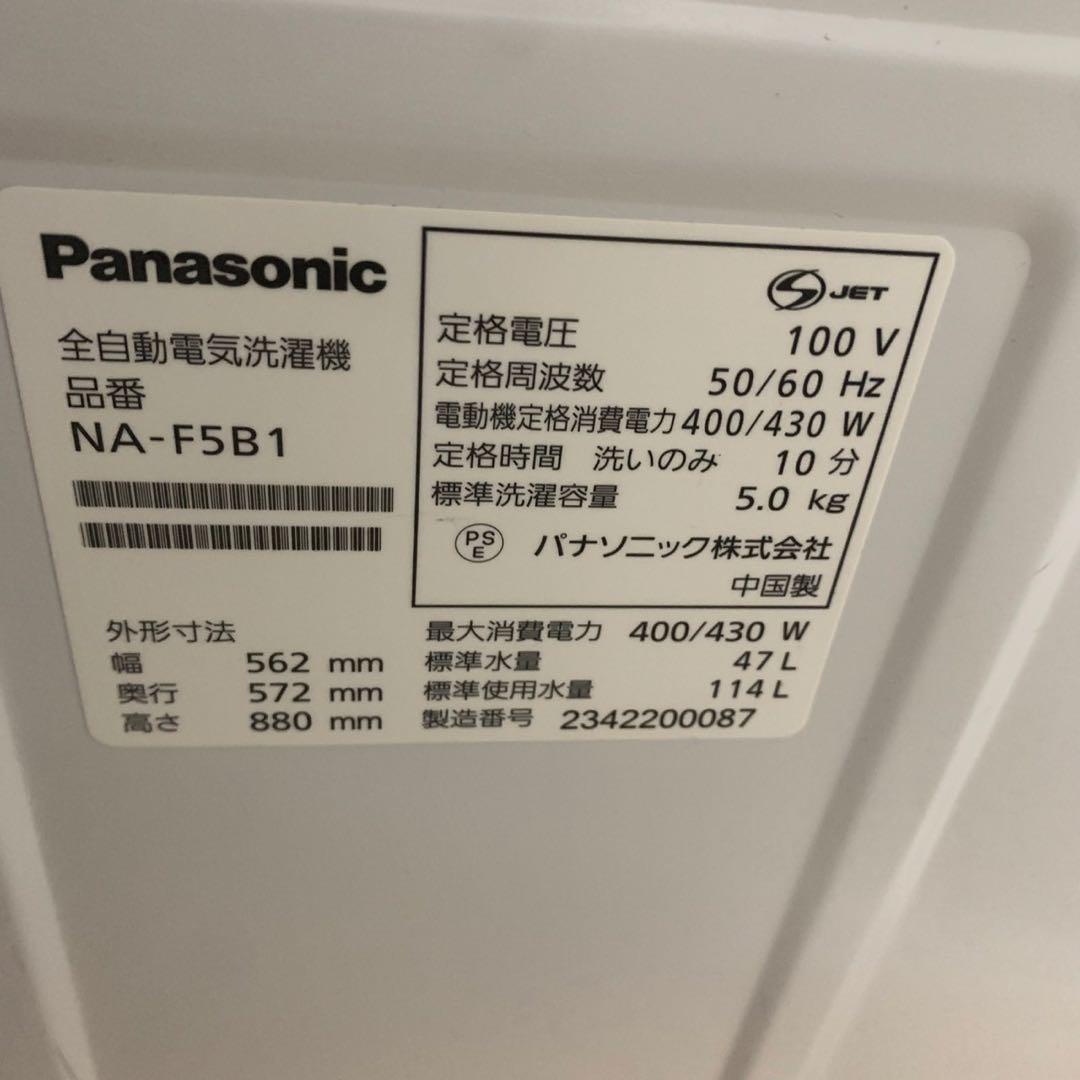 Panasonic
全自動電気洗濯機
品番
NA-F5B1
S JET
定格電圧 100 V
定格周波数 50/60 Hz
電動機定格消費電力 400/430 W
定格時間 洗いのみ 10 分
標準洗濯容量 5.0 kg
PS
E
パナソニック株式会社
中国製
外形寸法
幅 562 mm
奥行 572 mm
高さ 880 mm
最大消費電力 400/430 W
標準水量 47 L
標準使用水量 114 L
製造番号 2342200087